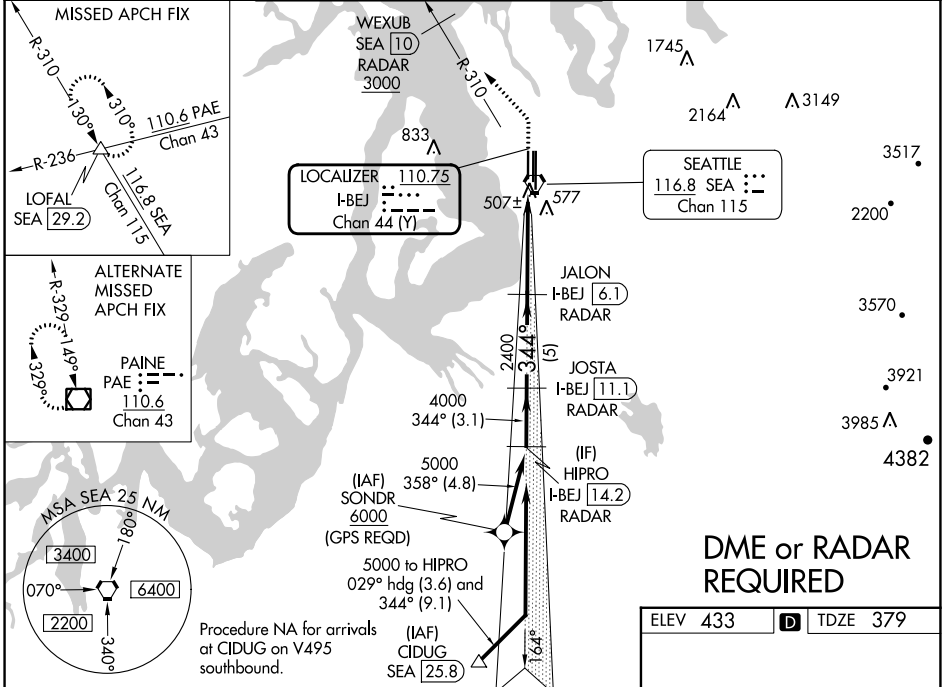 MISSED APCH FIX
R-310
130°
310°
110.6 PAE
Chan 43
R-236
116.8 SEA
Chan 115
LOFAL
SEA 29.2
ALTERNATE
MISSED
APCH FIX
R-329
149°
329°
PAINE
PAE
110.6
Chan 43
MSA SEA 25 NM
180°
3400
070°
6400
2200
340°
Procedure NA for arrivals
at CIDUG on V495
southbound.
WEXUB
SEA 10
RADAR
3000
R-310
833
LOCALIZER 110.75
I-BEJ
Chan 44 (Y)
507±
577
SEATTLE
116.8 SEA
Chan 115
1745
2164
3149
3517
2200
3570
3921
3985
4382
JALON
I-BEJ 6.1
RADAR
2400
344°
(5)
JOSTA
I-BEJ 11.1
RADAR
4000
344° (3.1)
(IF)
HIPRO
I-BEJ 14.2
RADAR
5000
358° (4.8)
(IAF)
SONDR
6000
(GPS REQD)
5000 to HIPRO
029° hdg (3.6) and
344° (9.1)
(IAF)
CIDUG
SEA 25.8
164°
DME or RADAR
REQUIRED
ELEV 433 D TDZE 379